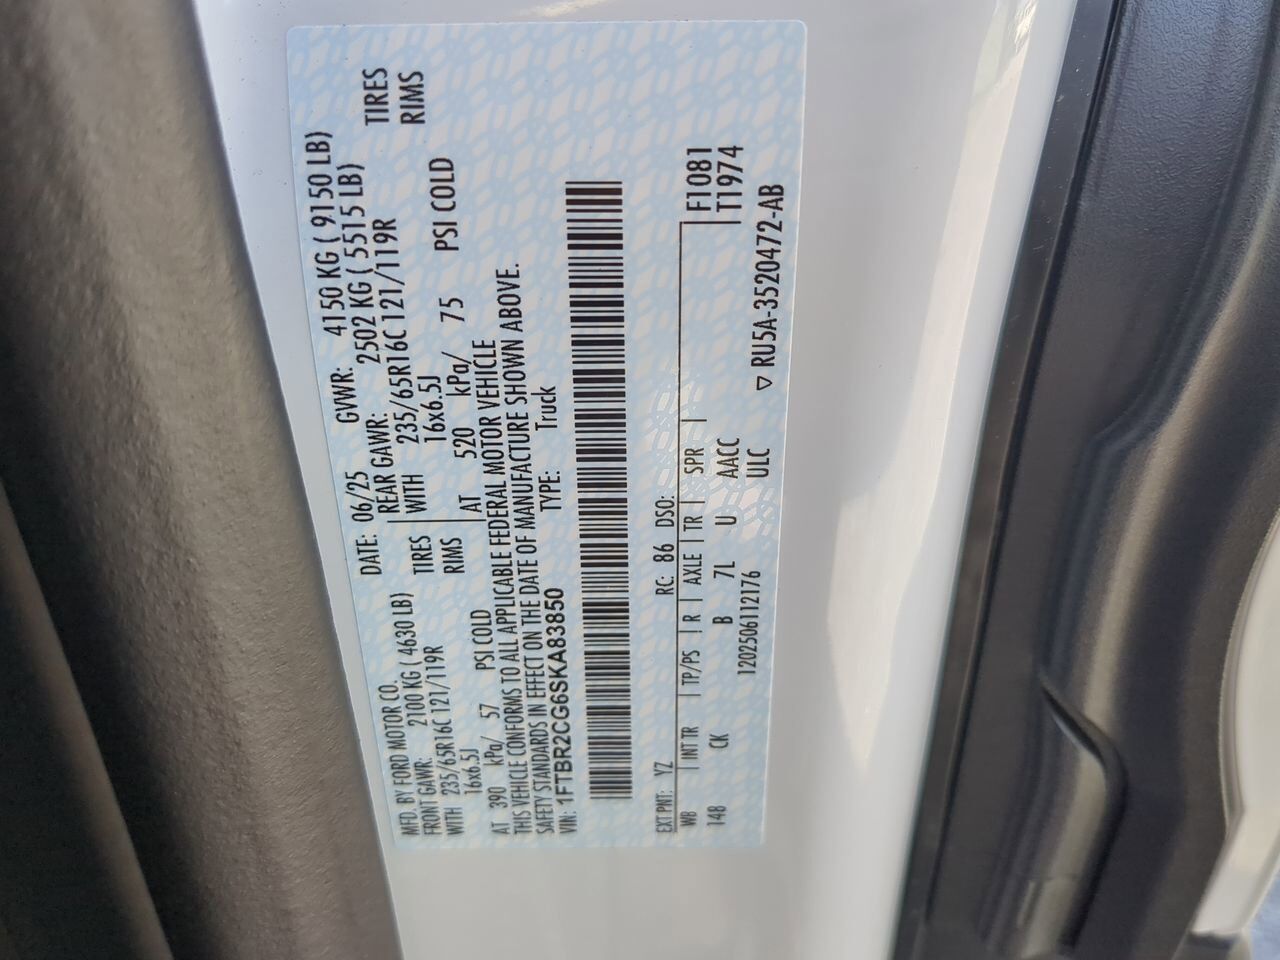 MFD. BY FORD MOTOR CO. DATE: 06/25 GVWR: 4150 KG ( 9150 LB)
FRONT GAWR: 2100 KG ( 4630 LB) REAR GAWR: 2502 KG ( 5515 LB)
WITH 235/65R16C 121/119R TIRES WITH 235/65R16C 121/119R TIRES
16x6.5J RIMS 16x6.5J RIMS
AT 390 kPa/ 57 PSI COLD AT 520 kPa/ 75 PSI COLD
THIS VEHICLE CONFORMS TO ALL APPLICABLE FEDERAL MOTOR VEHICLE
SAFETY STANDARDS IN EFFECT ON THE DATE OF MANUFACTURE SHOWN ABOVE.
VIN: 1FTBR2CG6SKA83850 TYPE: Truck
EXT PNT: YZ RC: 86 DSO:
WB INT TR TP/PS R AXLE TR SPR F1081
148 CK B 7L U AACC T1974
1202506112176 ULC ▽ RU5A-3520472-AB